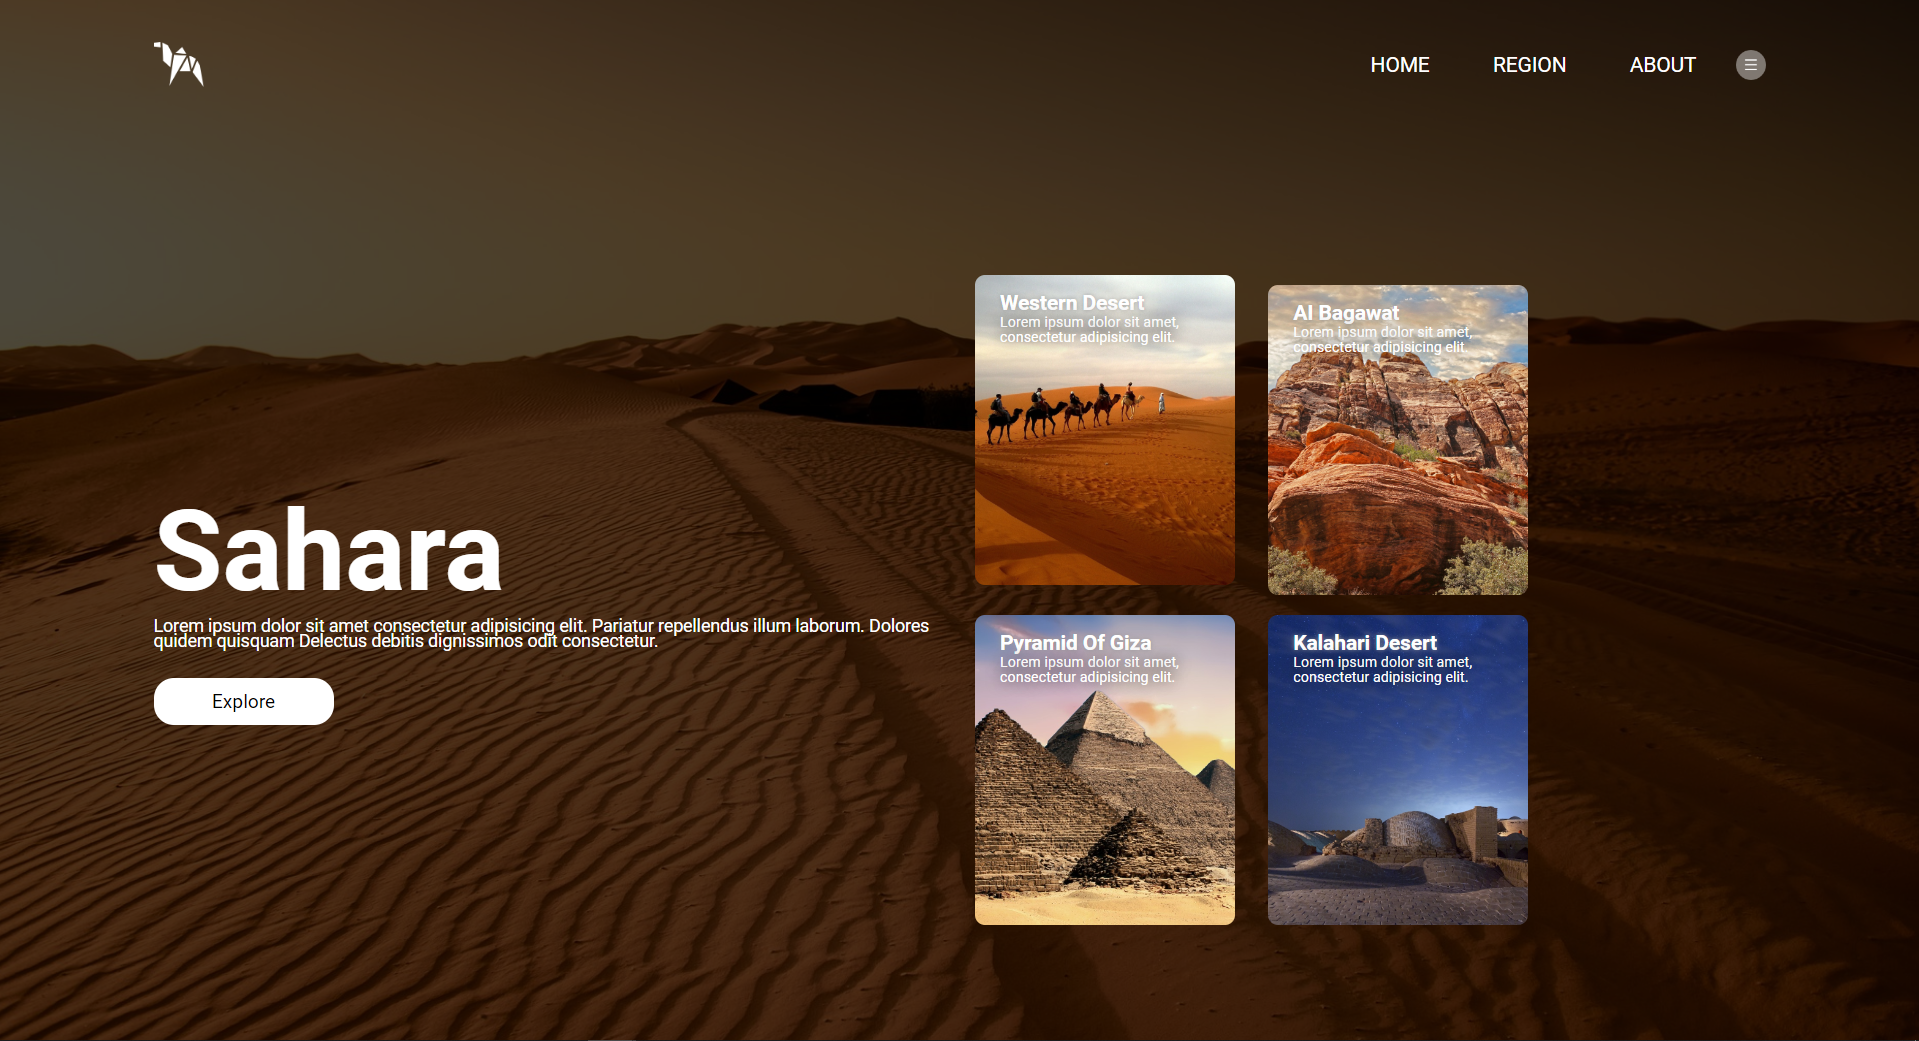 HOME
REGION
ABOUT
Sahara
Lorem ipsum dolor sit amet consectetur adipisicing elit. Pariatur repellendus illum laborum. Dolores
quidem quisquam Delectus debitis dignissimos odit consectetur.
Explore
Western Desert
Lorem ipsum dolor sit amet,
consectetur adipisicing elit.
Al Bagawat
Lorem ipsum dolor sit amet,
consectetur adipisicing elit.
Pyramid Of Giza
Lorem ipsum dolor sit amet,
consectetur adipisicing elit.
Kalahari Desert
Lorem ipsum dolor sit amet,
consectetur adipisicing elit.